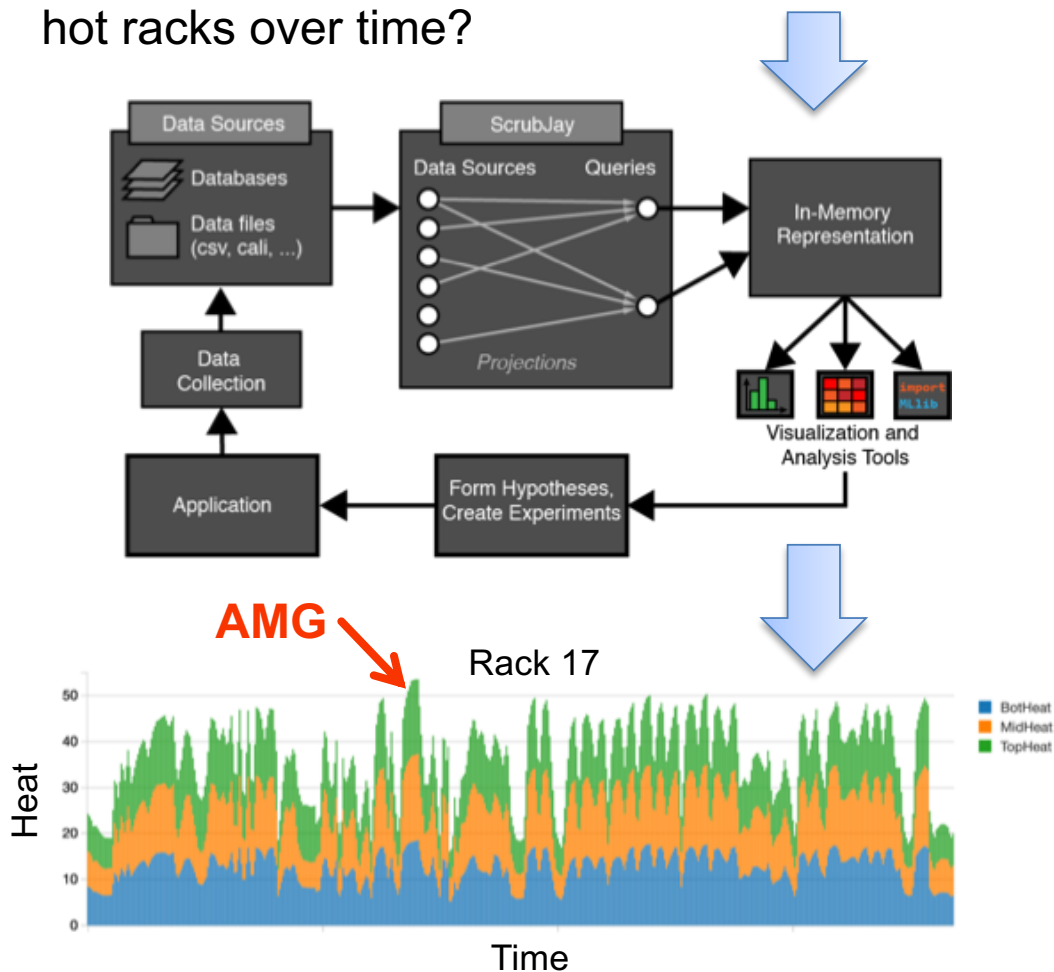 hot racks over time?
Data Sources
Databases
Data files
(csv, cali, ...)
ScrubJay
Data Sources
Queries
Projections
In-Memory
Representation
import
MLlib
Visualization and
Analysis Tools
Data
Collection
Application
Form Hypotheses,
Create Experiments
AMG
Rack 17
50
40
30
20
10
0
Heat
Time
BotHeat
MidHeat
TopHeat